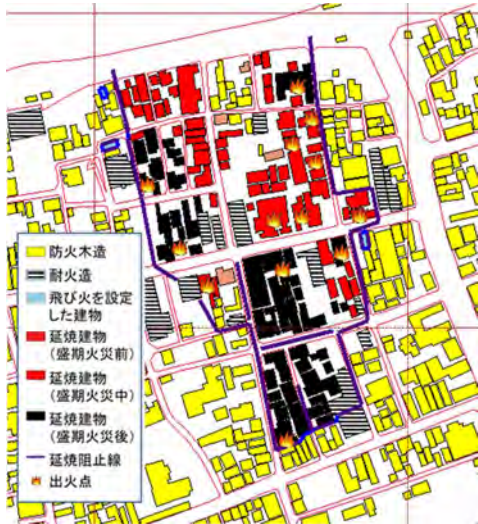 防火木造
耐火造
飛び火を設定
した建物
延焼建物
(盛期火災前)
延焼建物
(盛期火災中)
延焼建物
(盛期火災後)
延焼阻止線
出火点